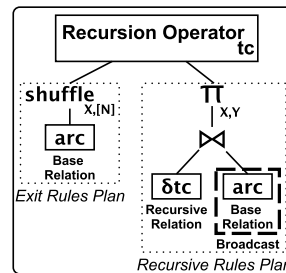 Recursion Operator
tc
shuffle
X,[N]
arc
Base
Relation
Exit Rules Plan
Π
X,Y
⋈
δtc
Recursive
Relation
arc
Base
Relation
Broadcast
Recursive Rules Plan